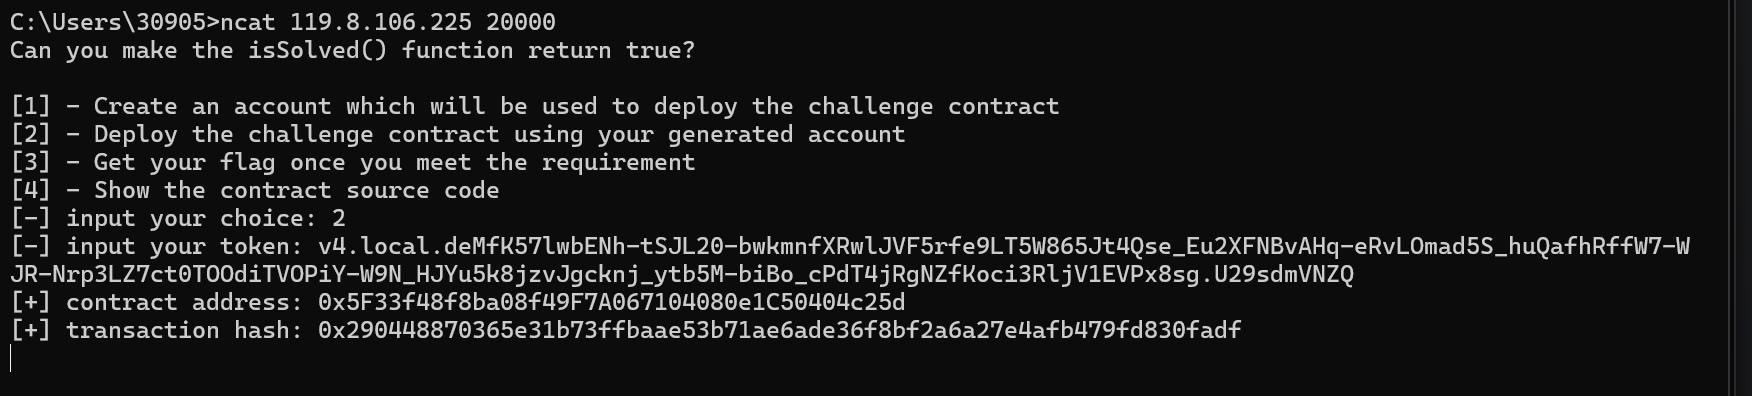 C:\Users\30905>ncat 119.8.106.225 20000
Can you make the isSolved() function return true?
[1] - Create an account which will be used to deploy the challenge contract
[2] - Deploy the challenge contract using your generated account
[3] - Get your flag once you meet the requirement
[4] - Show the contract source code
[-] input your choice: 2
[-] input your token: v4.local.deMfK57lwbENh-tSJL20-bwkmnfXRwlJVF5rfe9LT5W865Jt4Qse_Eu2XFNBvAHq-eRvLOmad5S_huQafhRffW7-W
JR-Nrp3LZ7ct0TOOdiTVOPiY-W9N_HJYu5k8jzvJgcknj_ytb5M-biBo_cPdT4jRgNZfKoci3RljV1EVPx8sg.U29sdmVNZQ
[+] contract address: 0x5F33f48f8ba08f49F7A067104080e1C50404c25d
[+] transaction hash: 0x290448870365e31b73ffbaae53b71ae6ade36f8bf2a6a27e4afb479fd830fadf